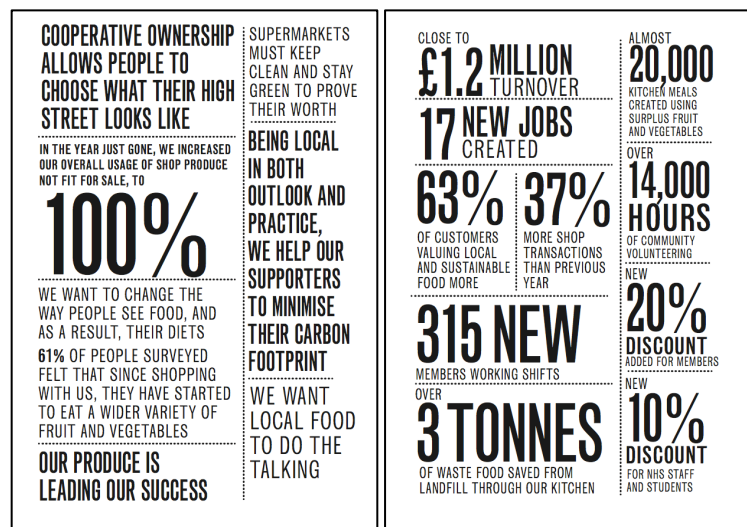 COOPERATIVE OWNERSHIP
ALLOWS PEOPLE TO
CHOOSE WHAT THEIR HIGH
STREET LOOKS LIKE
IN THE YEAR JUST GONE, WE INCREASED
OUR OVERALL USAGE OF SHOP PRODUCE
NOT FIT FOR SALE, TO
100%
WE WANT TO CHANGE THE
WAY PEOPLE SEE FOOD, AND
AS A RESULT, THEIR DIETS
61% OF PEOPLE SURVEYED
FELT THAT SINCE SHOPPING
WITH US, THEY HAVE STARTED
TO EAT A WIDER VARIETY OF
FRUIT AND VEGETABLES
OUR PRODUCE IS
LEADING OUR SUCCESS
SUPERMARKETS
MUST KEEP
CLEAN AND STAY
GREEN TO PROVE
THEIR WORTH
BEING LOCAL
IN BOTH
OUTLOOK AND
PRACTICE,
WE HELP OUR
SUPPORTERS
TO MINIMISE
THEIR CARBON
FOOTPRINT
WE WANT
LOCAL FOOD
TO DO THE
TALKING
CLOSE TO
£1.2 MILLION
TURNOVER
17 NEW JOBS
CREATED
63%
OF CUSTOMERS
VALUING LOCAL
AND SUSTAINABLE
FOOD MORE
37%
MORE SHOP
TRANSACTIONS
THAN PREVIOUS
YEAR
315 NEW
MEMBERS WORKING SHIFTS
OVER
3 TONNES
OF WASTE FOOD SAVED FROM
LANDFILL THROUGH OUR KITCHEN
ALMOST
20,000
KITCHEN MEALS
CREATED USING
SURPLUS FRUIT
AND VEGETABLES
OVER
14,000
HOURS
OF COMMUNITY
VOLUNTEERING
NEW
20%
DISCOUNT
ADDED FOR MEMBERS
NEW
10%
DISCOUNT
FOR NHS STAFF
AND STUDENTS